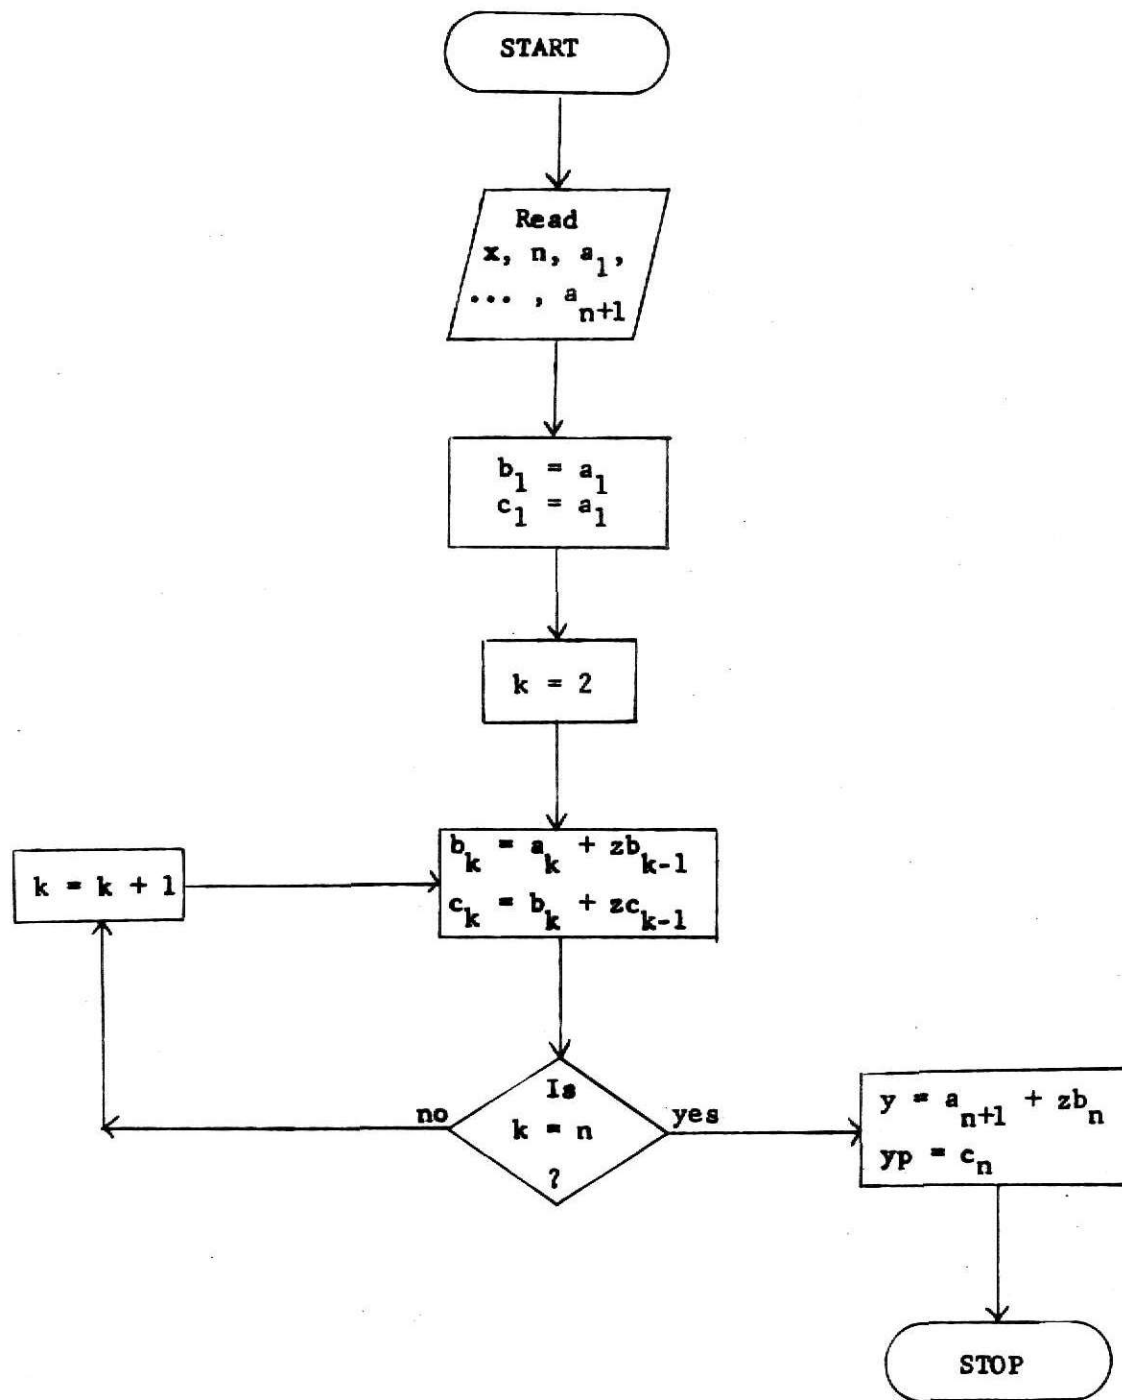 START
Read
x, n, a₁,
... , aₙ₊₁
b₁ = a₁
c₁ = a₁
k = 2
bₖ = aₖ + zbₖ₋₁
cₖ = bₖ + zcₖ₋₁
k = k + 1
Is
k = n
?
no
yes
y = aₙ₊₁ + zbₙ
yp = cₙ
STOP